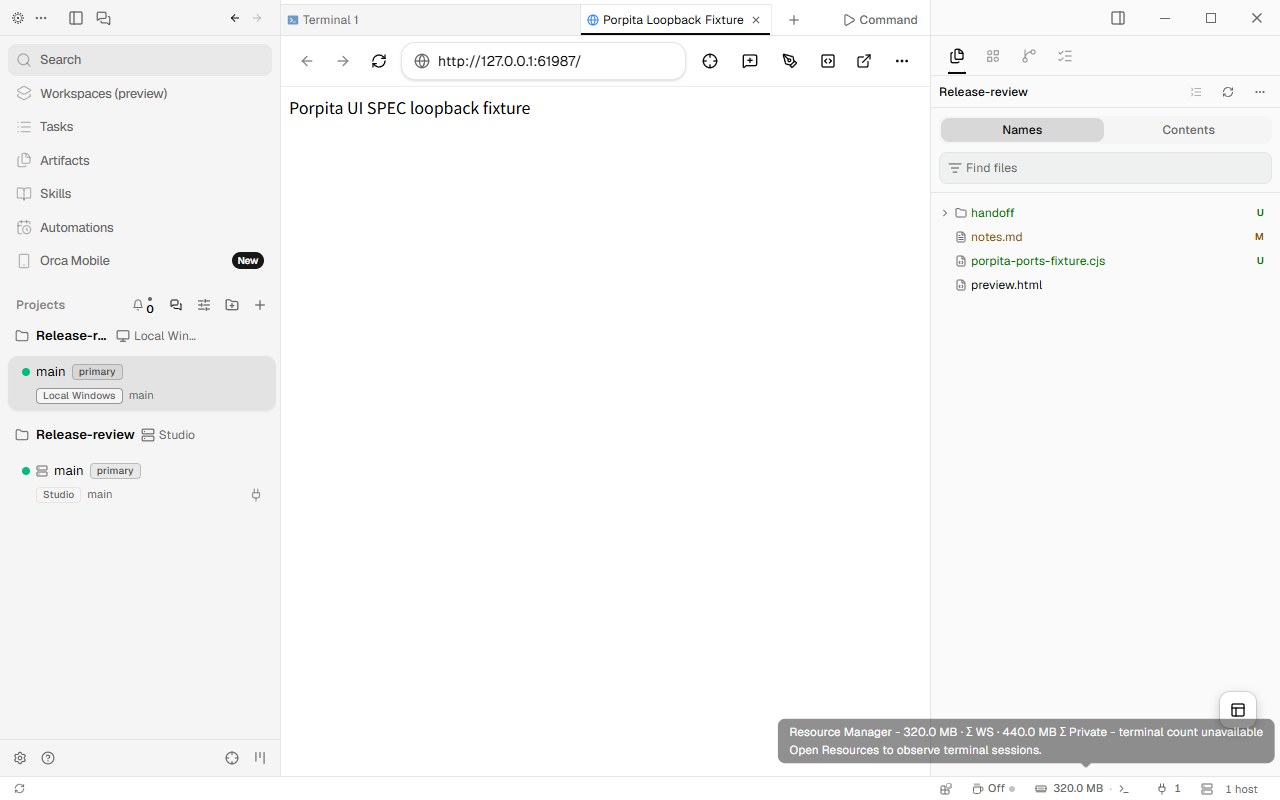 Terminal 1
Porpita Loopback Fixture
Command
Search
Workspaces (preview)
Tasks
Artifacts
Skills
Automations
Orca Mobile
New
Projects
0
Release-r...
Local Win...
main
primary
Local Windows
main
Release-review
Studio
main
primary
Studio
main
http://127.0.0.1:61987/
Porpita UI SPEC loopback fixture
Release-review
Names
Contents
Find files
handoff
U
notes.md
M
porpita-ports-fixture.cjs
U
preview.html
Resource Manager - 320.0 MB · Σ WS · 440.0 MB Σ Private - terminal count unavailable
Open Resources to observe terminal sessions.
Off
320.0 MB ·
1
1 host